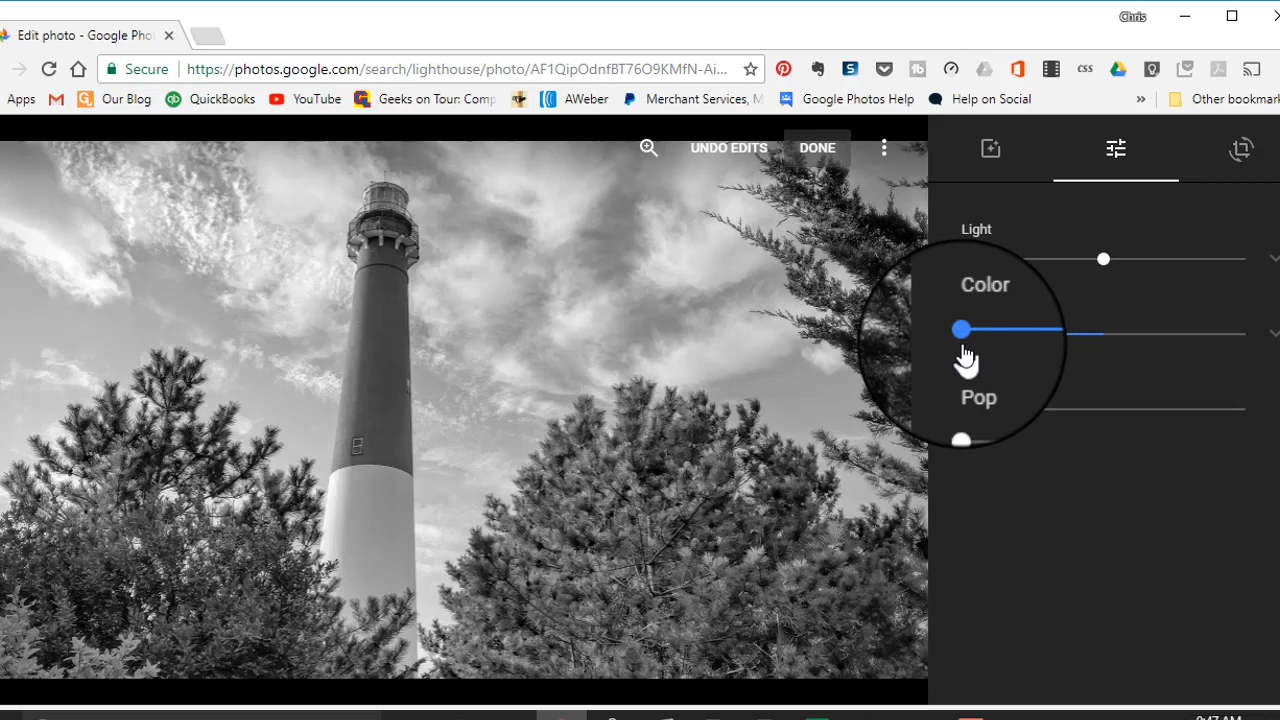 Chris
Edit photo - Google Pho
Secure https://photos.google.com/search/lighthouse/photo/AF1QipOdnfBT76O9KMfN-Ai...
Apps Our Blog QuickBooks YouTube Geeks on Tour: Comp AWeber Merchant Services, M Google Photos Help Help on Social » Other bookmar
UNDO EDITS DONE
Light
Color
Pop